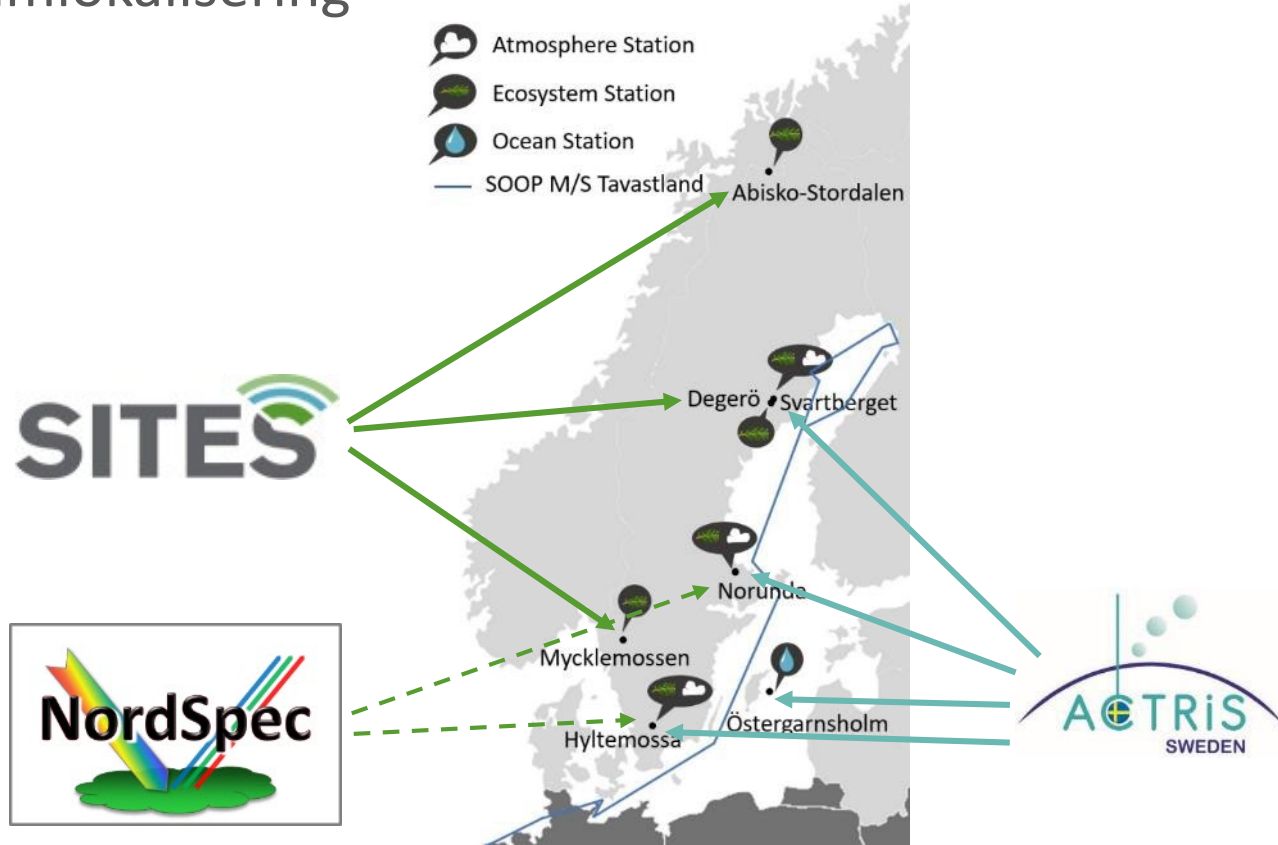 mlokalisering
Atmosphere Station
Ecosystem Station
Ocean Station
SOOP M/S Tavastland
Abisko-Stordalen
Degerö
Svartberget
SITES
Norunda
Mycklemossen
NordSpec
Östergarnsholm
Hyltemossa
ACTRiS
SWEDEN